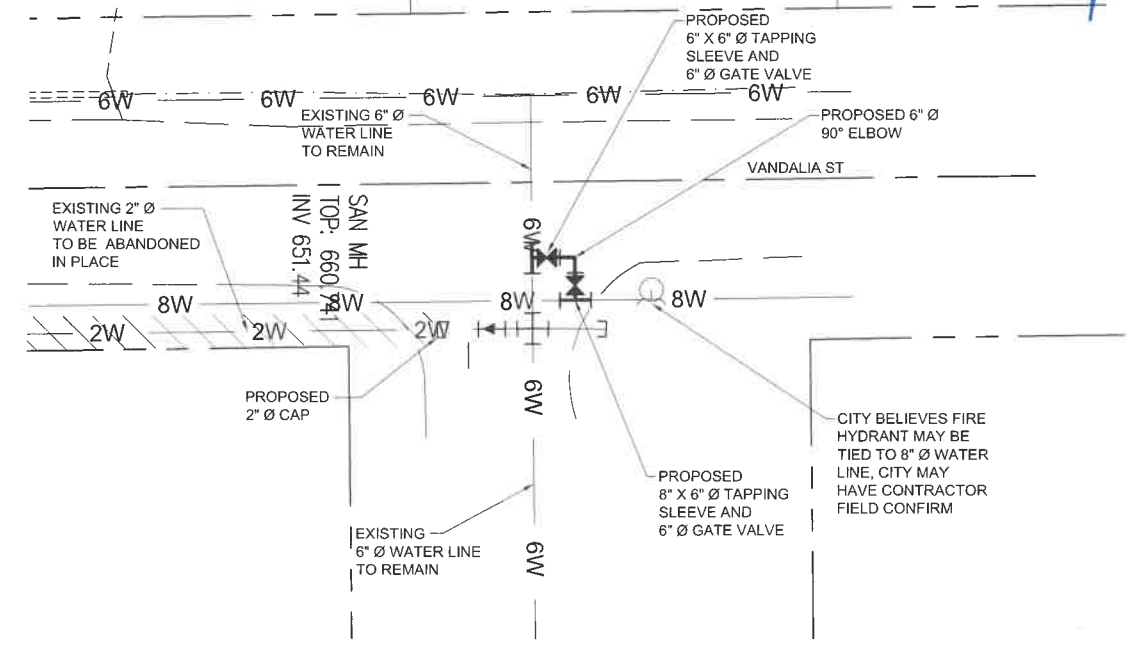 PROPOSED
6" X 6" Ø TAPPING
SLEEVE AND
6" Ø GATE VALVE
6W 6W 6W 6W 6W
EXISTING 6" Ø
WATER LINE
TO REMAIN
PROPOSED 6" Ø
90° ELBOW
VANDALIA ST
EXISTING 2" Ø
WATER LINE
TO BE ABANDONED
IN PLACE
SAN MH
TOP: 660.741
INV 651.44
6W
8W 8W 8W 8W
2W 2W 2W
PROPOSED
2" Ø CAP
6W
CITY BELIEVES FIRE
HYDRANT MAY BE
TIED TO 8" Ø WATER
LINE, CITY MAY
HAVE CONTRACTOR
FIELD CONFIRM
PROPOSED
8" X 6" Ø TAPPING
SLEEVE AND
6" Ø GATE VALVE
EXISTING
6" Ø WATER LINE
TO REMAIN
6W